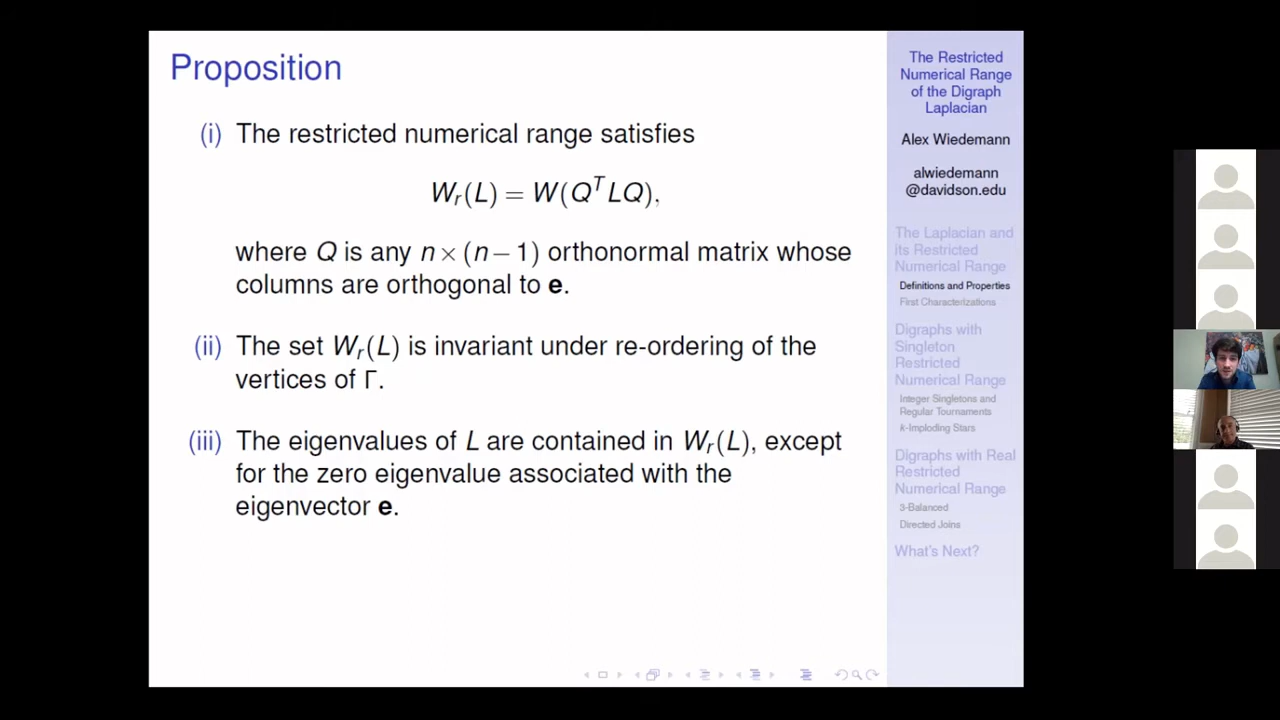 Proposition
(i) The restricted numerical range satisfies
Wᵣ(L) = W(QᵀLQ),
where Q is any n × (n − 1) orthonormal matrix whose
columns are orthogonal to e.
(ii) The set Wᵣ(L) is invariant under re-ordering of the
vertices of Γ.
(iii) The eigenvalues of L are contained in Wᵣ(L), except
for the zero eigenvalue associated with the
eigenvector e.
The Restricted
Numerical Range
of the Digraph
Laplacian
Alex Wiedemann
alwiedemann
@davidson.edu
The Laplacian and
its Restricted
Numerical Range
Definitions and Properties
First Characterizations
Digraphs with
Singleton
Restricted
Numerical Range
Integer Singletons and
Regular Tournaments
k-Imploding Stars
Digraphs with Real
Restricted
Numerical Range
3-Balanced
Directed Joins
What's Next?